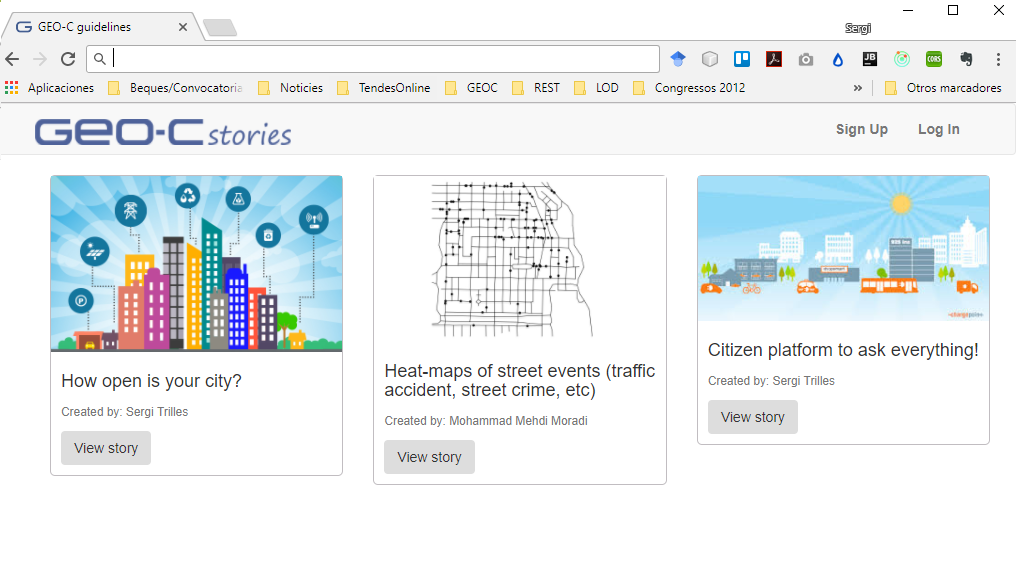 GEO-C guidelines
Sergi
Aplicaciones Beques/Convocatoria Noticies TendesOnline GEOC REST LOD Congressos 2012 » Otros marcadores
GEO-C stories Sign Up Log In
How open is your city?
Created by: Sergi Trilles
View story
Heat-maps of street events (traffic
accident, street crime, etc)
Created by: Mohammad Mehdi Moradi
View story
Citizen platform to ask everything!
Created by: Sergi Trilles
View story